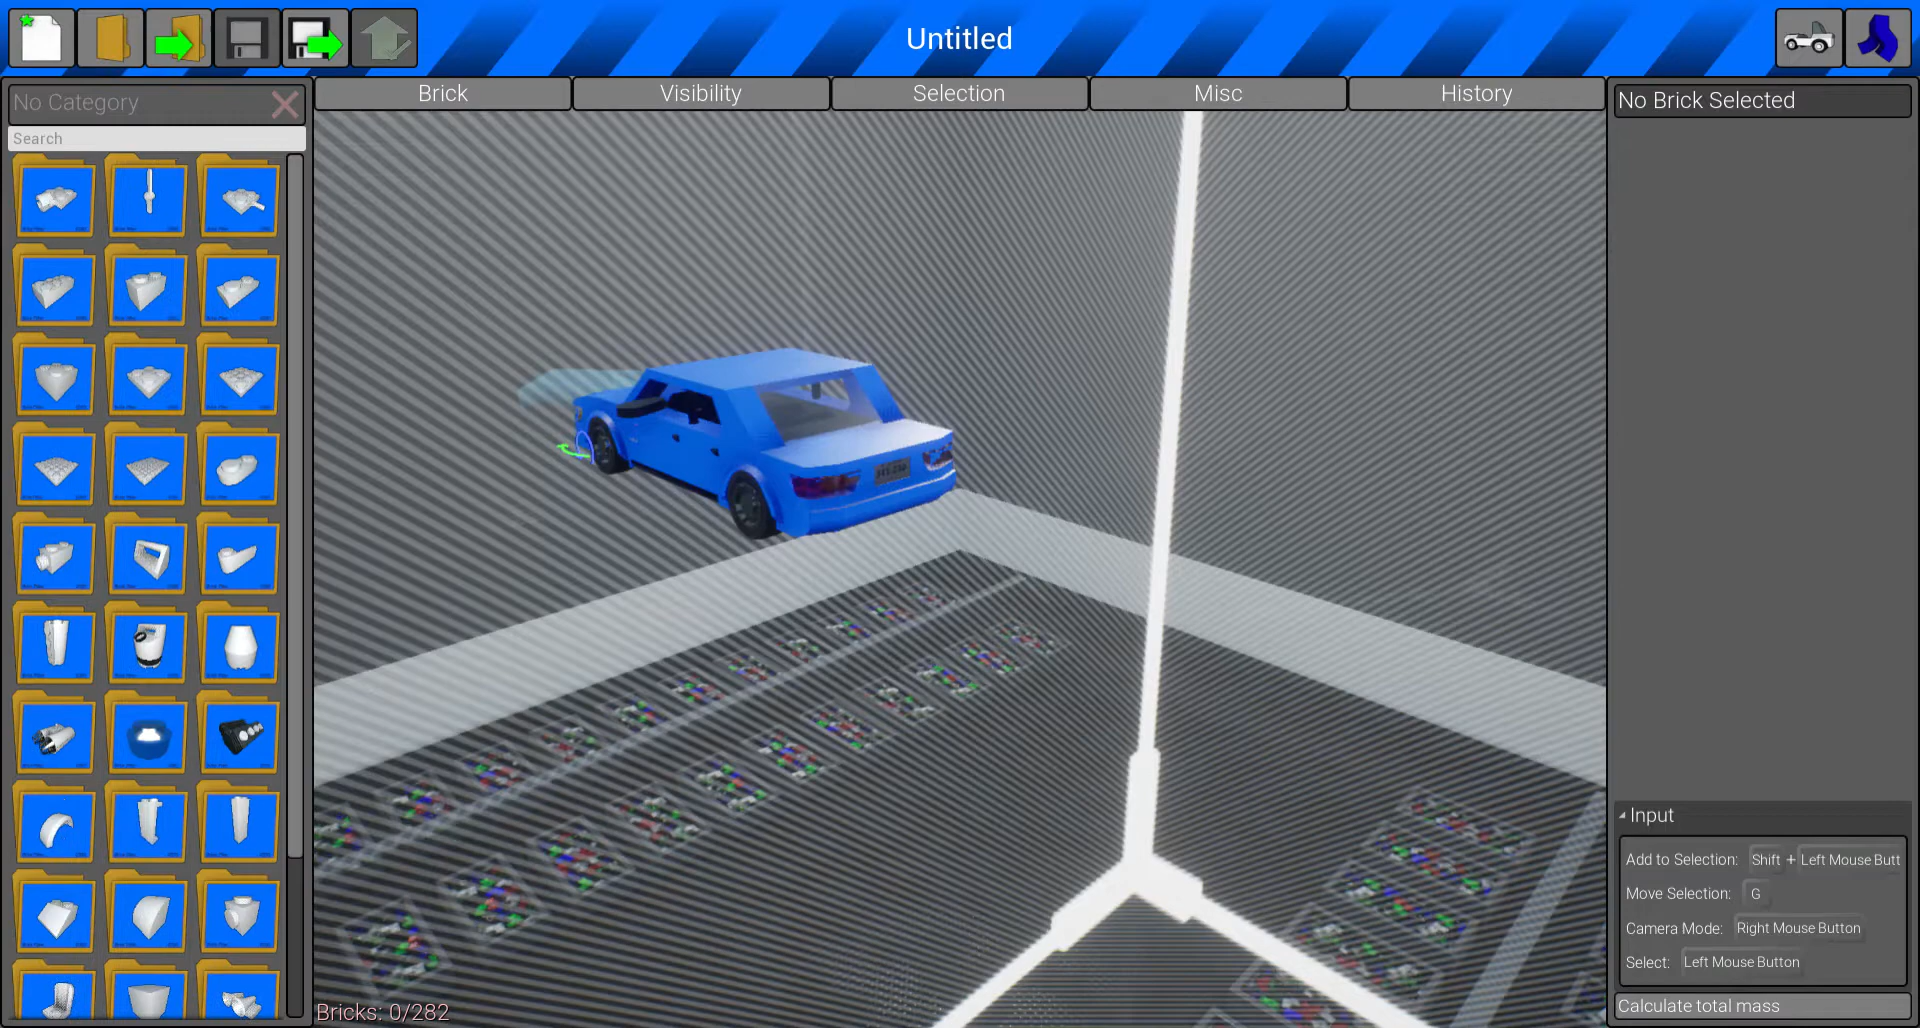 Untitled
No Category
Search
Brick
Visibility
Selection
Misc
History
No Brick Selected
Input
Add to Selection: Shift + Left Mouse Butt
Move Selection: G
Camera Mode: Right Mouse Button
Select: Left Mouse Button
Calculate total mass
Bricks: 0/282